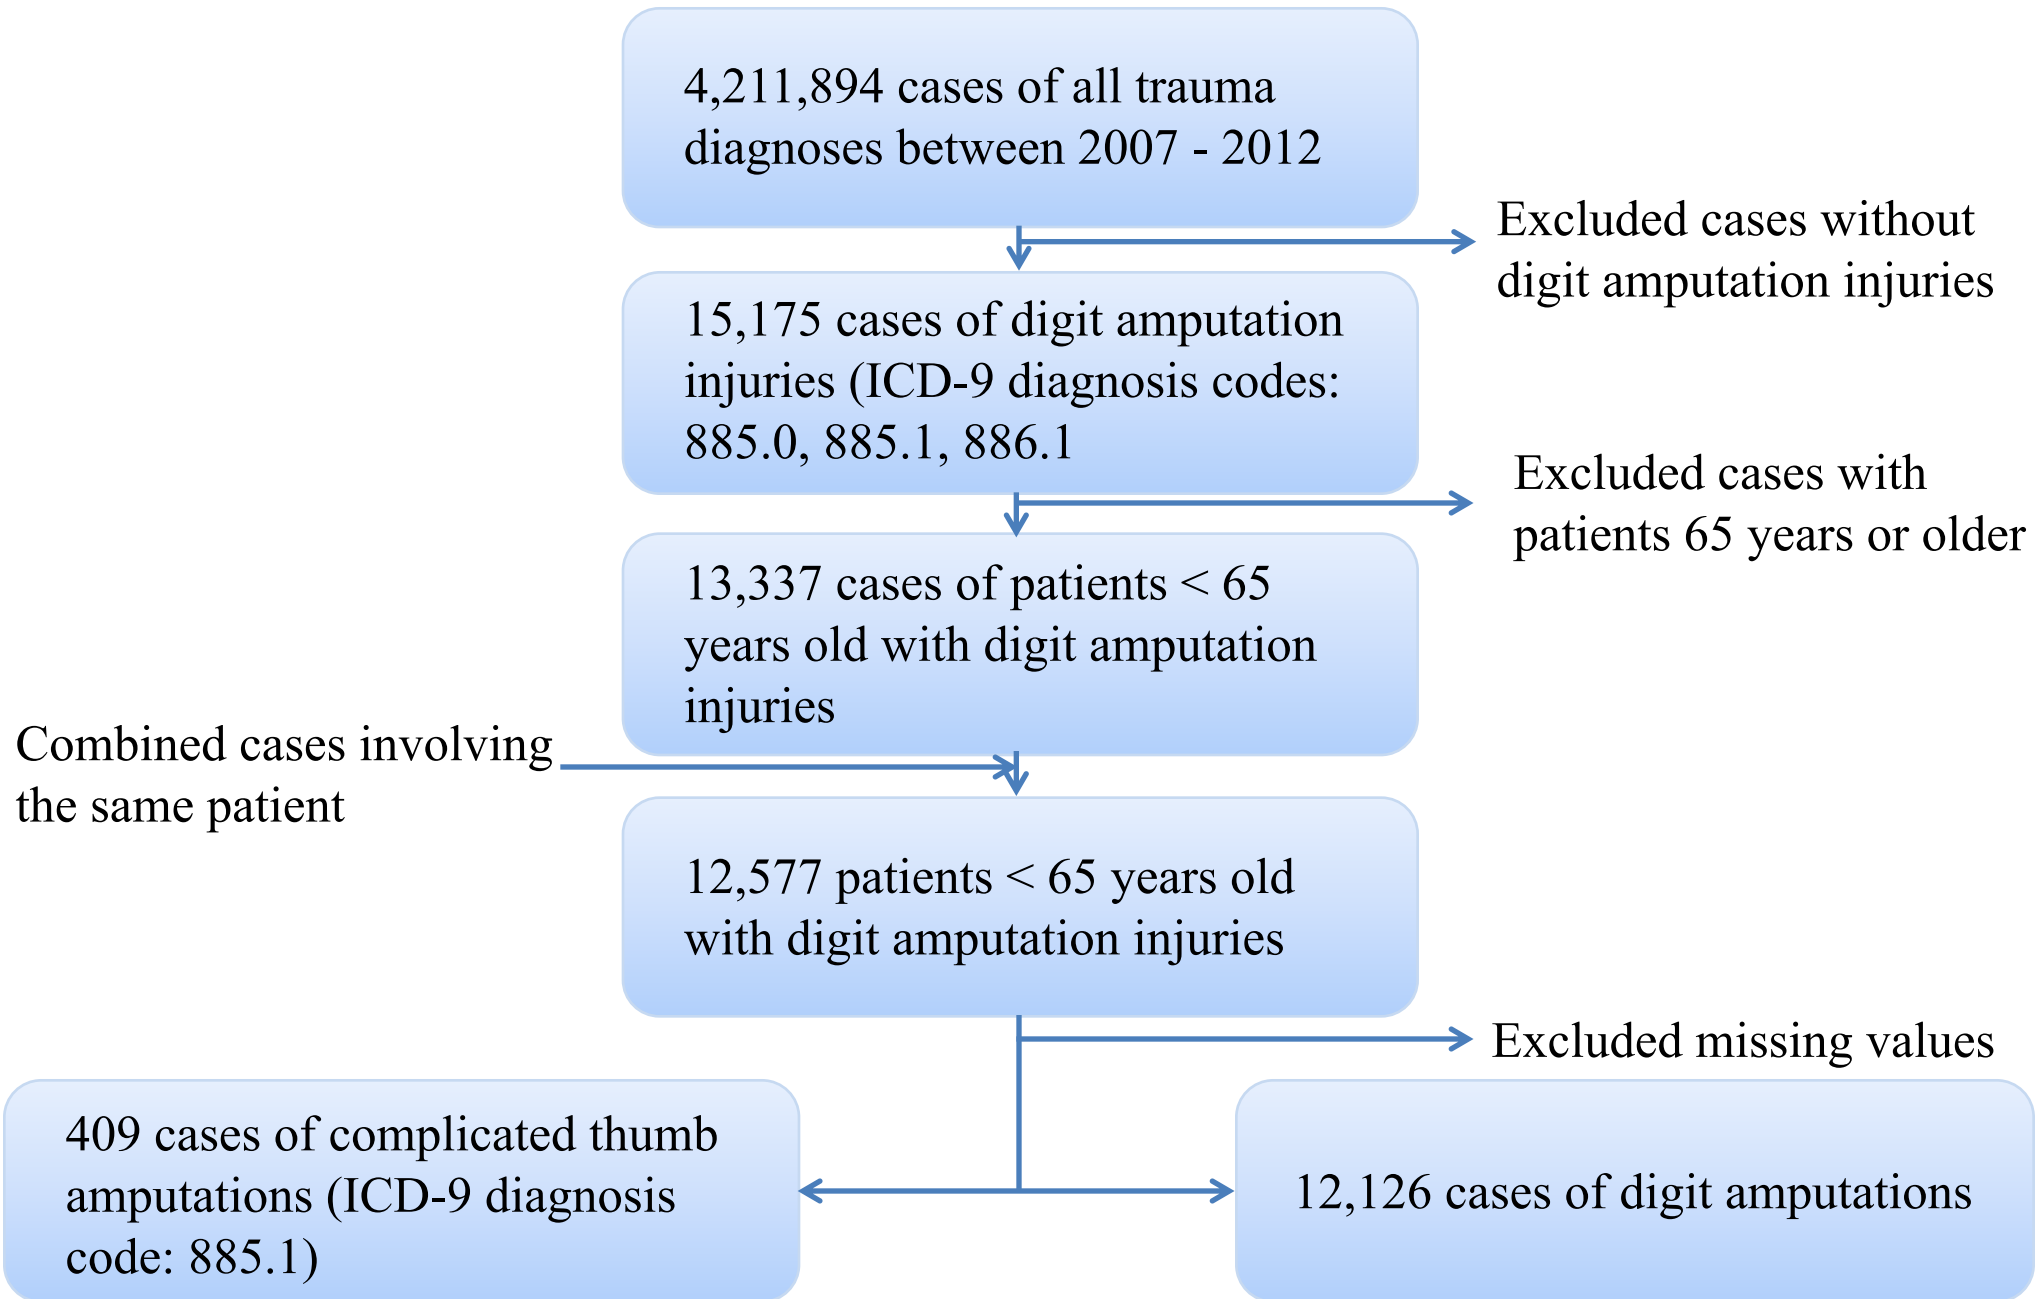 4,211,894 cases of all trauma
diagnoses between 2007 - 2012
Excluded cases without
digit amputation injuries
15,175 cases of digit amputation
injuries (ICD-9 diagnosis codes:
885.0, 885.1, 886.1
Excluded cases with
patients 65 years or older
13,337 cases of patients < 65
years old with digit amputation
injuries
Combined cases involving
the same patient
12,577 patients < 65 years old
with digit amputation injuries
Excluded missing values
409 cases of complicated thumb
amputations (ICD-9 diagnosis
code: 885.1)
12,126 cases of digit amputations